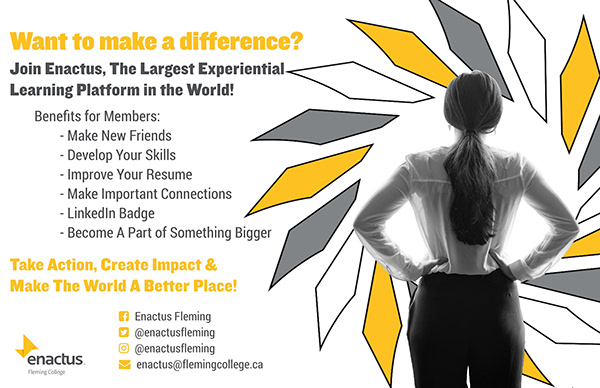 Want to make a difference?
Join Enactus, The Largest Experiential
Learning Platform in the World!
Benefits for Members:
- Make New Friends
- Develop Your Skills
- Improve Your Resume
- Make Important Connections
- LinkedIn Badge
- Become A Part of Something Bigger
Take Action, Create Impact &
Make The World A Better Place!
Enactus Fleming
@enactusfleming
@enactusfleming
enactus@flemingcollege.ca
enactus
Fleming College